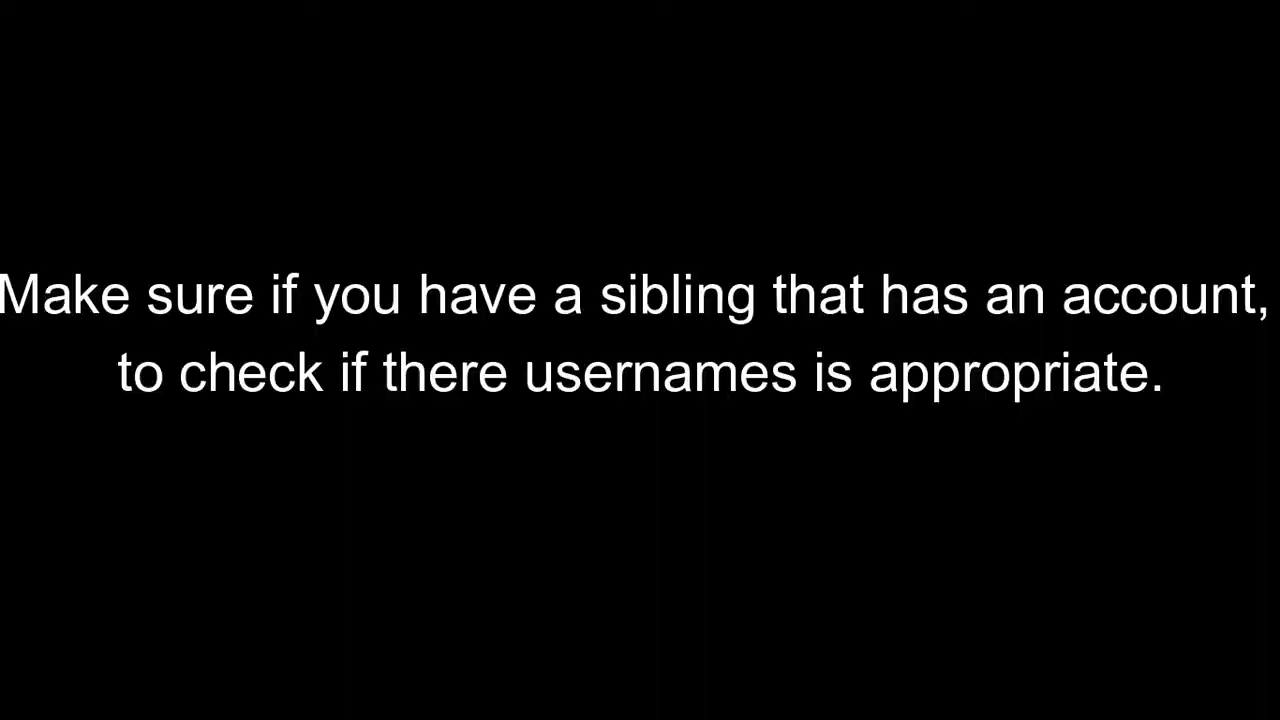 Make sure if you have a sibling that has an account,
to check if there usernames is appropriate.